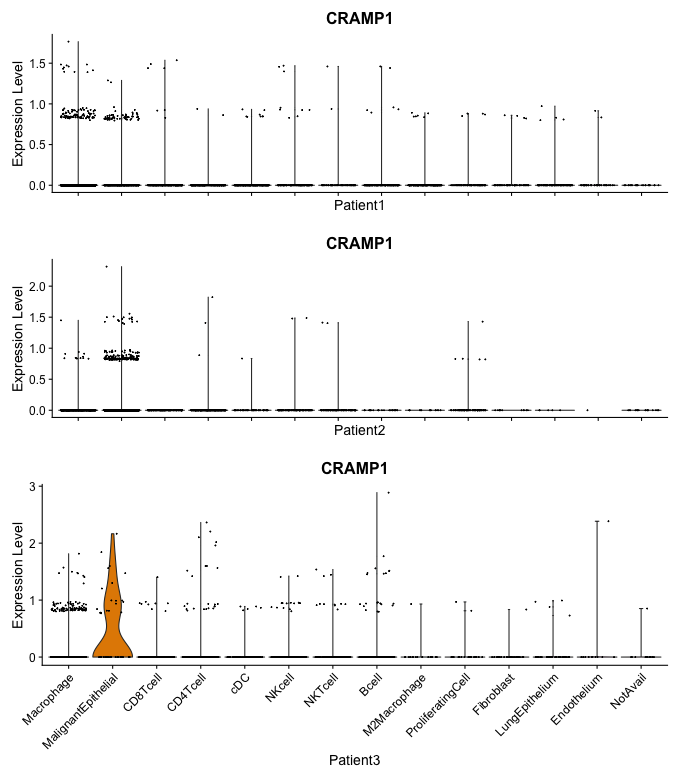 CRAMP1
Expression Level
1.5
1.0
0.5
0.0
Patient1
CRAMP1
Expression Level
2.0
1.5
1.0
0.5
0.0
Patient2
CRAMP1
Expression Level
3
2
1
0
Macrophage
MalignantEpithelial
CD8Tcell
CD4Tcell
cDC
NKcell
NKTcell
Bcell
M2Macrophage
ProliferatingCell
Fibroblast
LungEpithelium
Endothelium
NotAvail
Patient3